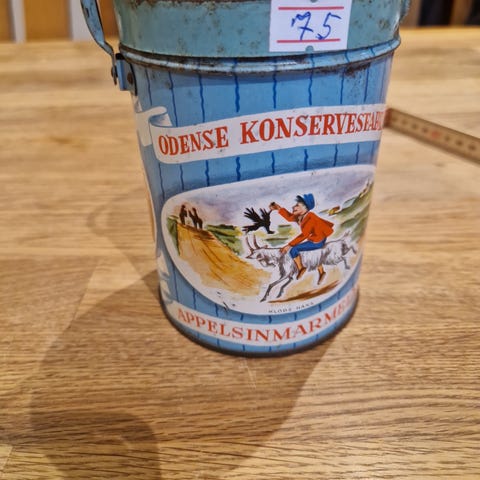 75
ODENSE KONSERVESFA
KLODS HANS
APPELSINMARME